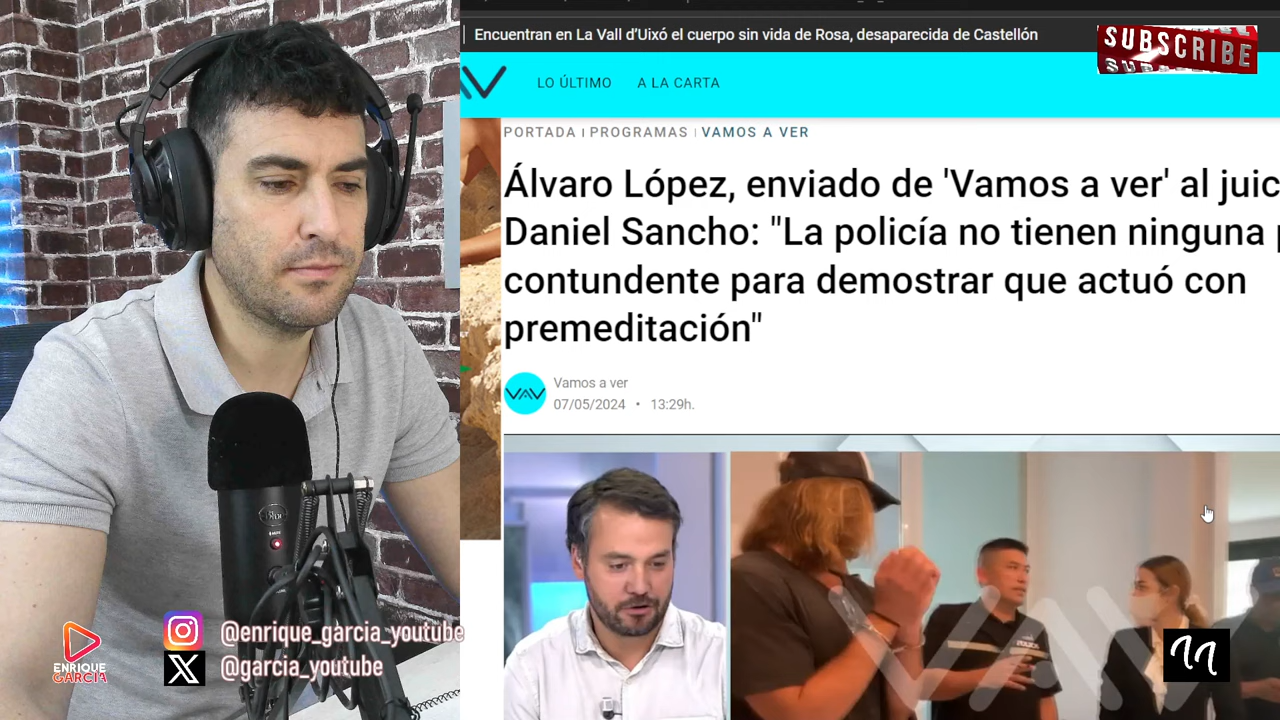 Encuentran en La Vall d'Uixó el cuerpo sin vida de Rosa, desaparecida de Castellón
SUBSCRIBE
LO ÚLTIMO A LA CARTA
PORTADA | PROGRAMAS | VAMOS A VER
Álvaro López, enviado de 'Vamos a ver' al
Daniel Sancho: "La policía no tienen ninguna
contundente para demostrar que actuó con
premeditación"
VAV
Vamos a ver
07/05/2024 • 13:29h.
@enrique_garcia_youtube
@garcia_youtube
ENRIQUE
GARCIA